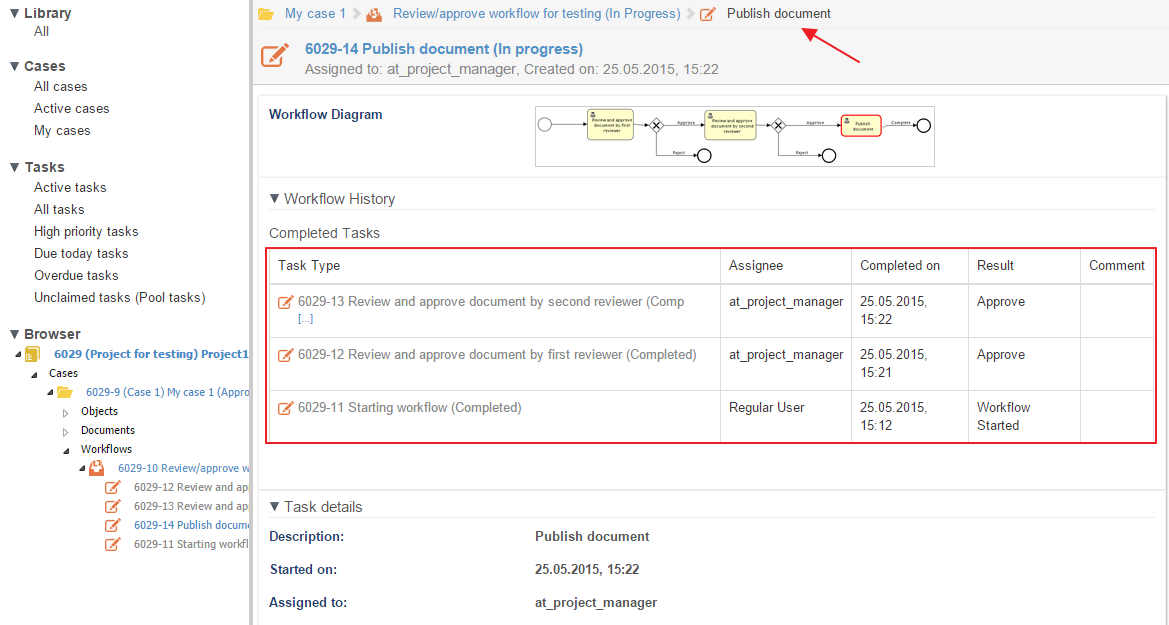 Library
All
Cases
All cases
Active cases
My cases
Tasks
Active tasks
All tasks
High priority tasks
Due today tasks
Overdue tasks
Unclaimed tasks (Pool tasks)
Browser
6029 (Project for testing) Project1
Cases
6029-9 (Case 1) My case 1 (Appro
Objects
Documents
Workflows
6029-10 Review/approve w
6029-12 Review and ap
6029-13 Review and ap
6029-14 Publish docume
6029-11 Starting workfl
My case 1 Review/approve workflow for testing (In Progress) Publish document
6029-14 Publish document (In progress)
Assigned to: at_project_manager, Created on: 25.05.2015, 15:22
Workflow Diagram
Review and approve
document by first
reviewer
Approve
Reject
Review and approve
document by second
reviewer
Approve
Reject
Publish
document
Complete
Workflow History
Completed Tasks
Task Type Assignee Completed on Result Comment
6029-13 Review and approve document by second reviewer (Comp at_project_manager 25.05.2015, Approve
[...] 15:22
6029-12 Review and approve document by first reviewer (Completed) at_project_manager 25.05.2015, Approve
15:21
6029-11 Starting workflow (Completed) Regular User 25.05.2015, Workflow
15:12 Started
Task details
Description: Publish document
Started on: 25.05.2015, 15:22
Assigned to: at_project_manager